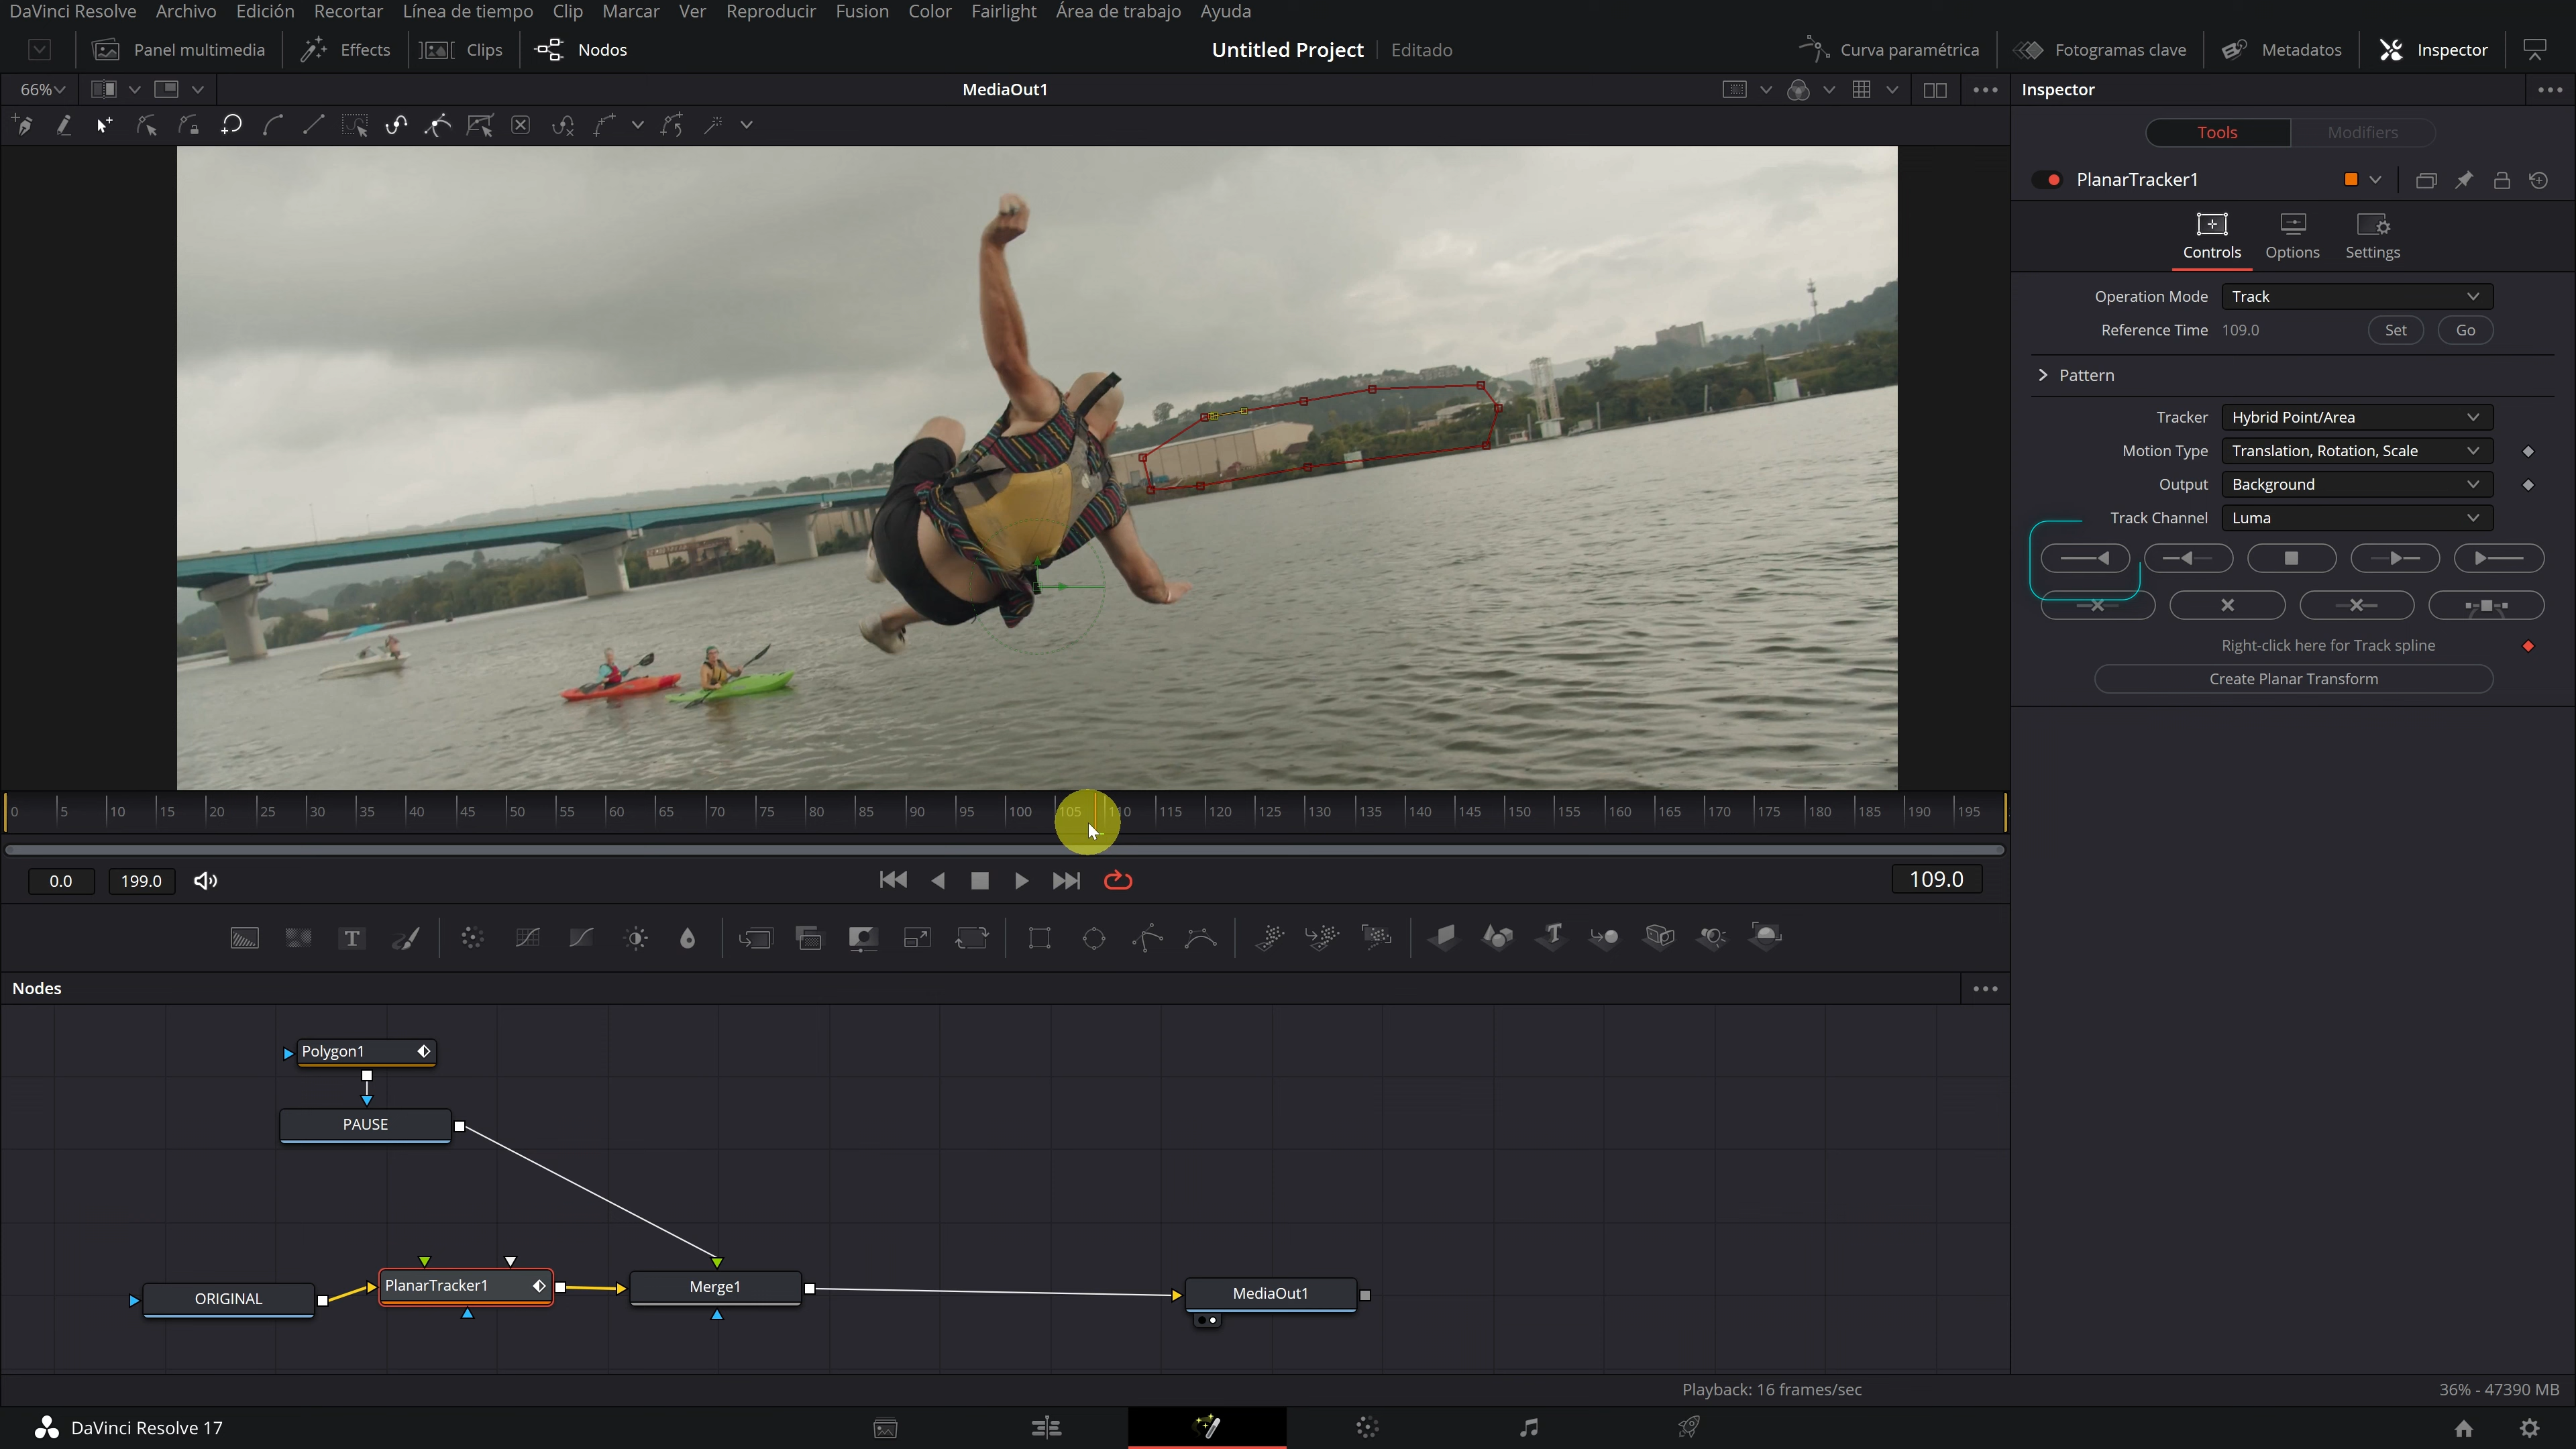 DaVinci Resolve Archivo Edición Recortar Línea de tiempo Clip Marcar Ver Reproducir Fusion Color Fairlight Área de trabajo Ayuda
Panel multimedia Effects Clips Nodos Untitled Project Editado Curva paramétrica Fotogramas clave Metadatos Inspector
66% MediaOut1 Inspector
Tools Modifiers
PlanarTracker1
Controls Options Settings
Operation Mode Track
Reference Time 109.0 Set Go
Pattern
Tracker Hybrid Point/Area
Motion Type Translation, Rotation, Scale
Output Background
Track Channel Luma
Right-click here for Track spline
Create Planar Transform
0 5 10 15 20 25 30 35 40 45 50 55 60 65 70 75 80 85 90 95 100 105 110 115 120 125 130 135 140 145 150 155 160 165 170 175 180 185 190 195
0.0 199.0 109.0
Nodes
Polygon1
PAUSE
ORIGINAL PlanarTracker1 Merge1 MediaOut1
Playback: 16 frames/sec 36% - 47390 MB
DaVinci Resolve 17